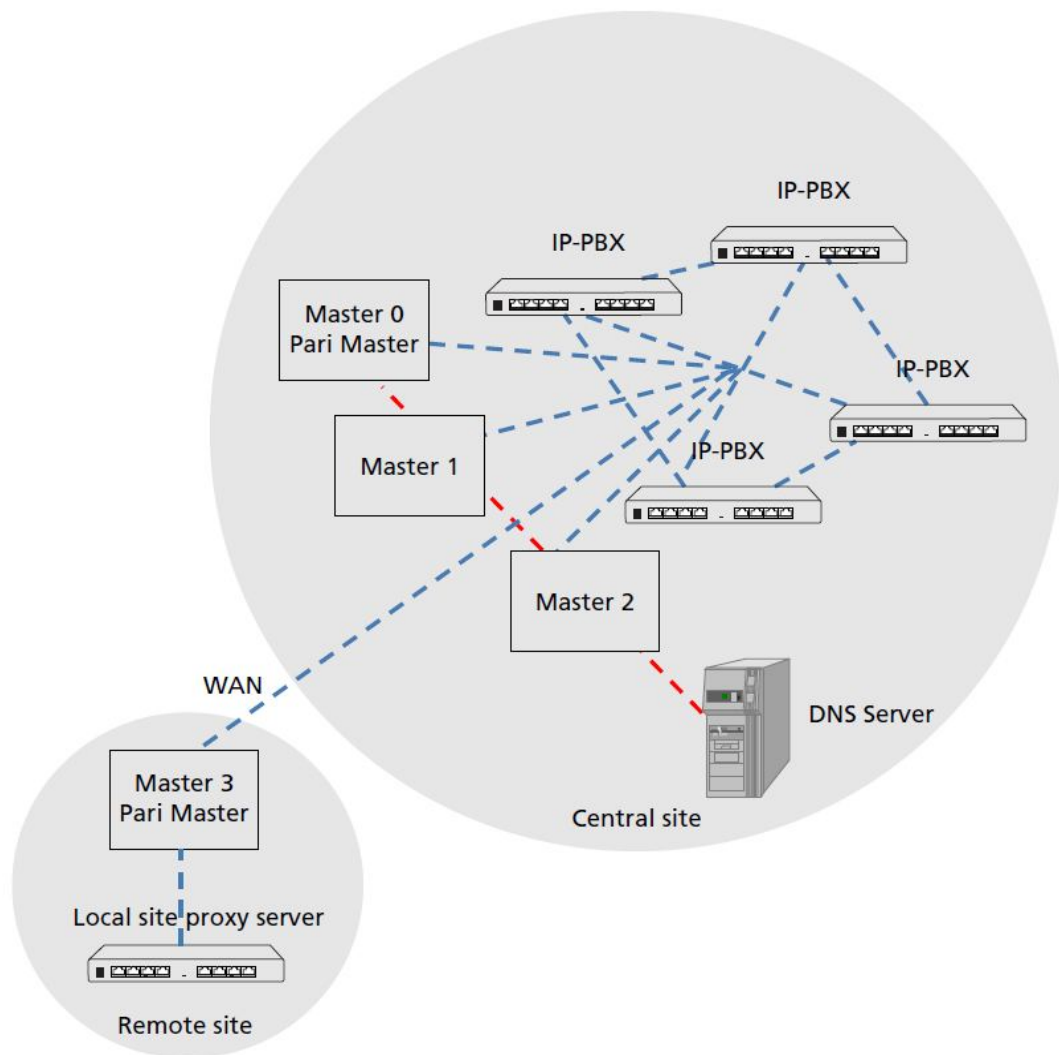 IP-PBX
IP-PBX
Master 0
Pari Master
IP-PBX
Master 1
IP-PBX
Master 2
WAN
DNS Server
Master 3
Pari Master
Central site
Local site proxy server
Remote site